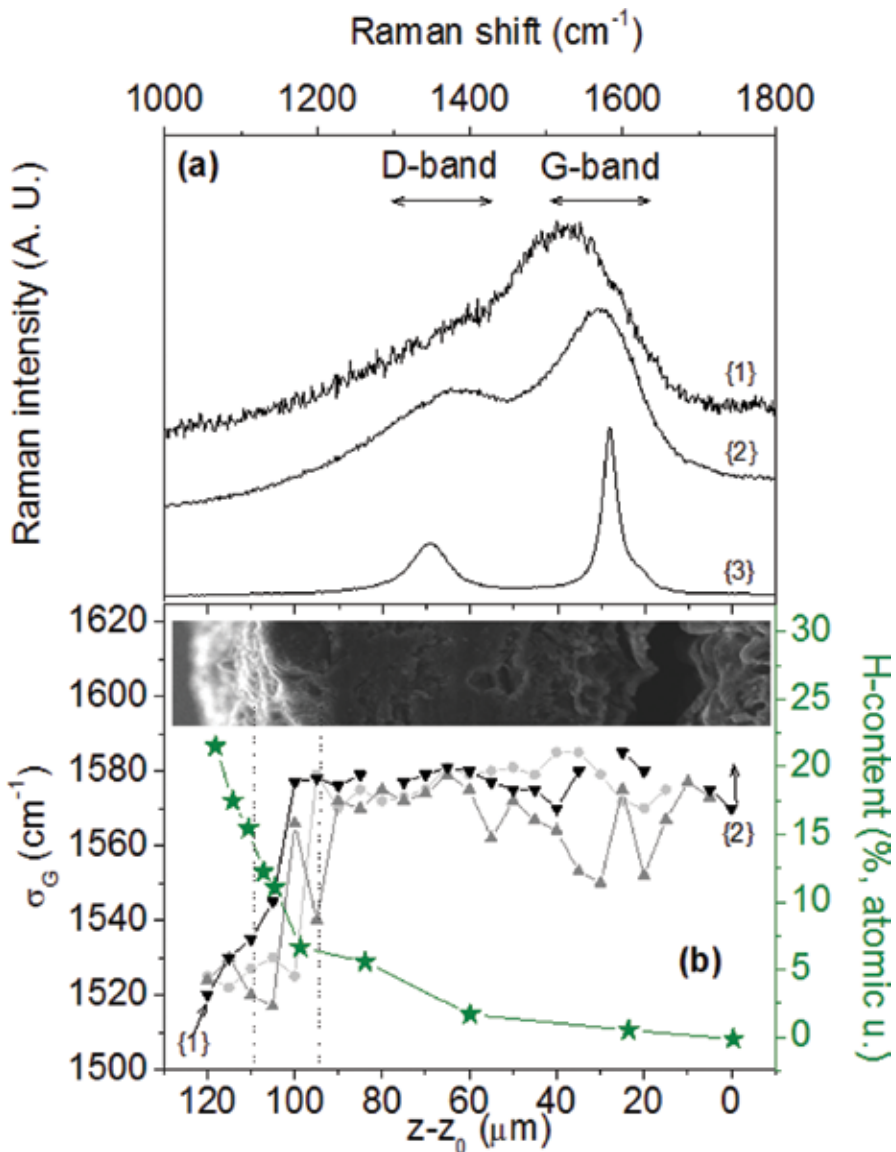 Raman shift (cm⁻¹)
1000 1200 1400 1600 1800
Raman intensity (A. U.)
(a) D-band G-band
{1}
{2}
{3}
1620
1600
1580
1560
1540
1520
1500
σG (cm⁻¹)
30
25
20
15
10
5
0
H-content (%, atomic u.)
{2}
(b)
{1}
120 100 80 60 40 20 0
z-z₀ (μm)